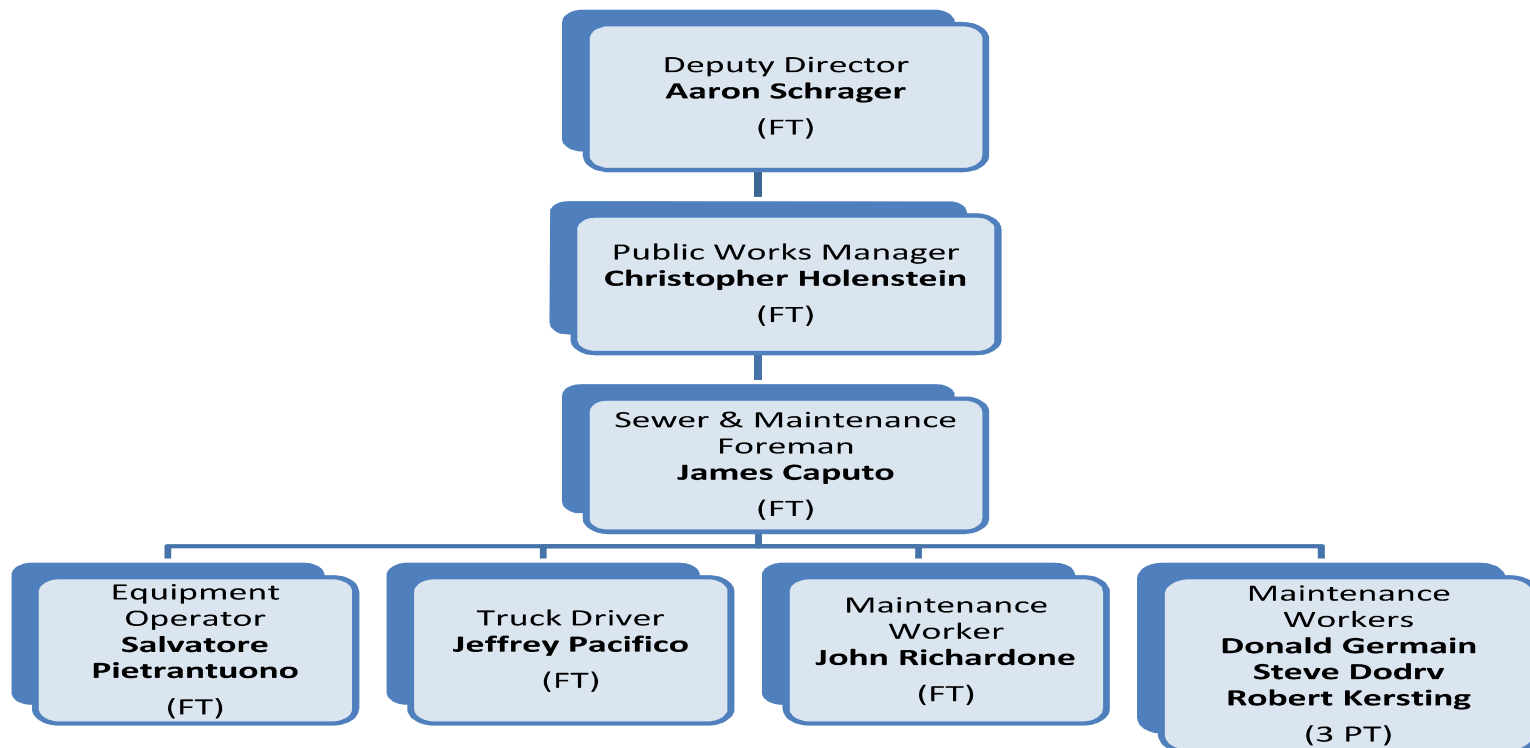 Deputy Director
Aaron Schrager
(FT)
Public Works Manager
Christopher Holenstein
(FT)
Sewer & Maintenance
Foreman
James Caputo
(FT)
Equipment
Operator
Salvatore
Pietrantuono
(FT)
Truck Driver
Jeffrey Pacifico
(FT)
Maintenance
Worker
John Richardone
(FT)
Maintenance
Workers
Donald Germain
Steve Dodrv
Robert Kersting
(3 PT)